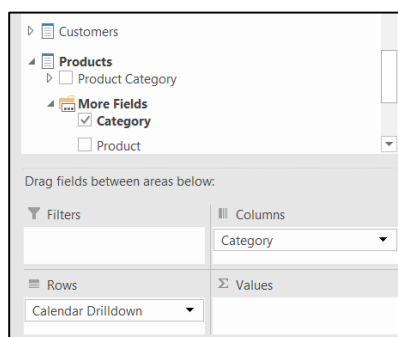 Customers
Products
Product Category
More Fields
Category
Product
Drag fields between areas below:
Filters
Columns
Category
Rows
Σ Values
Calendar Drilldown